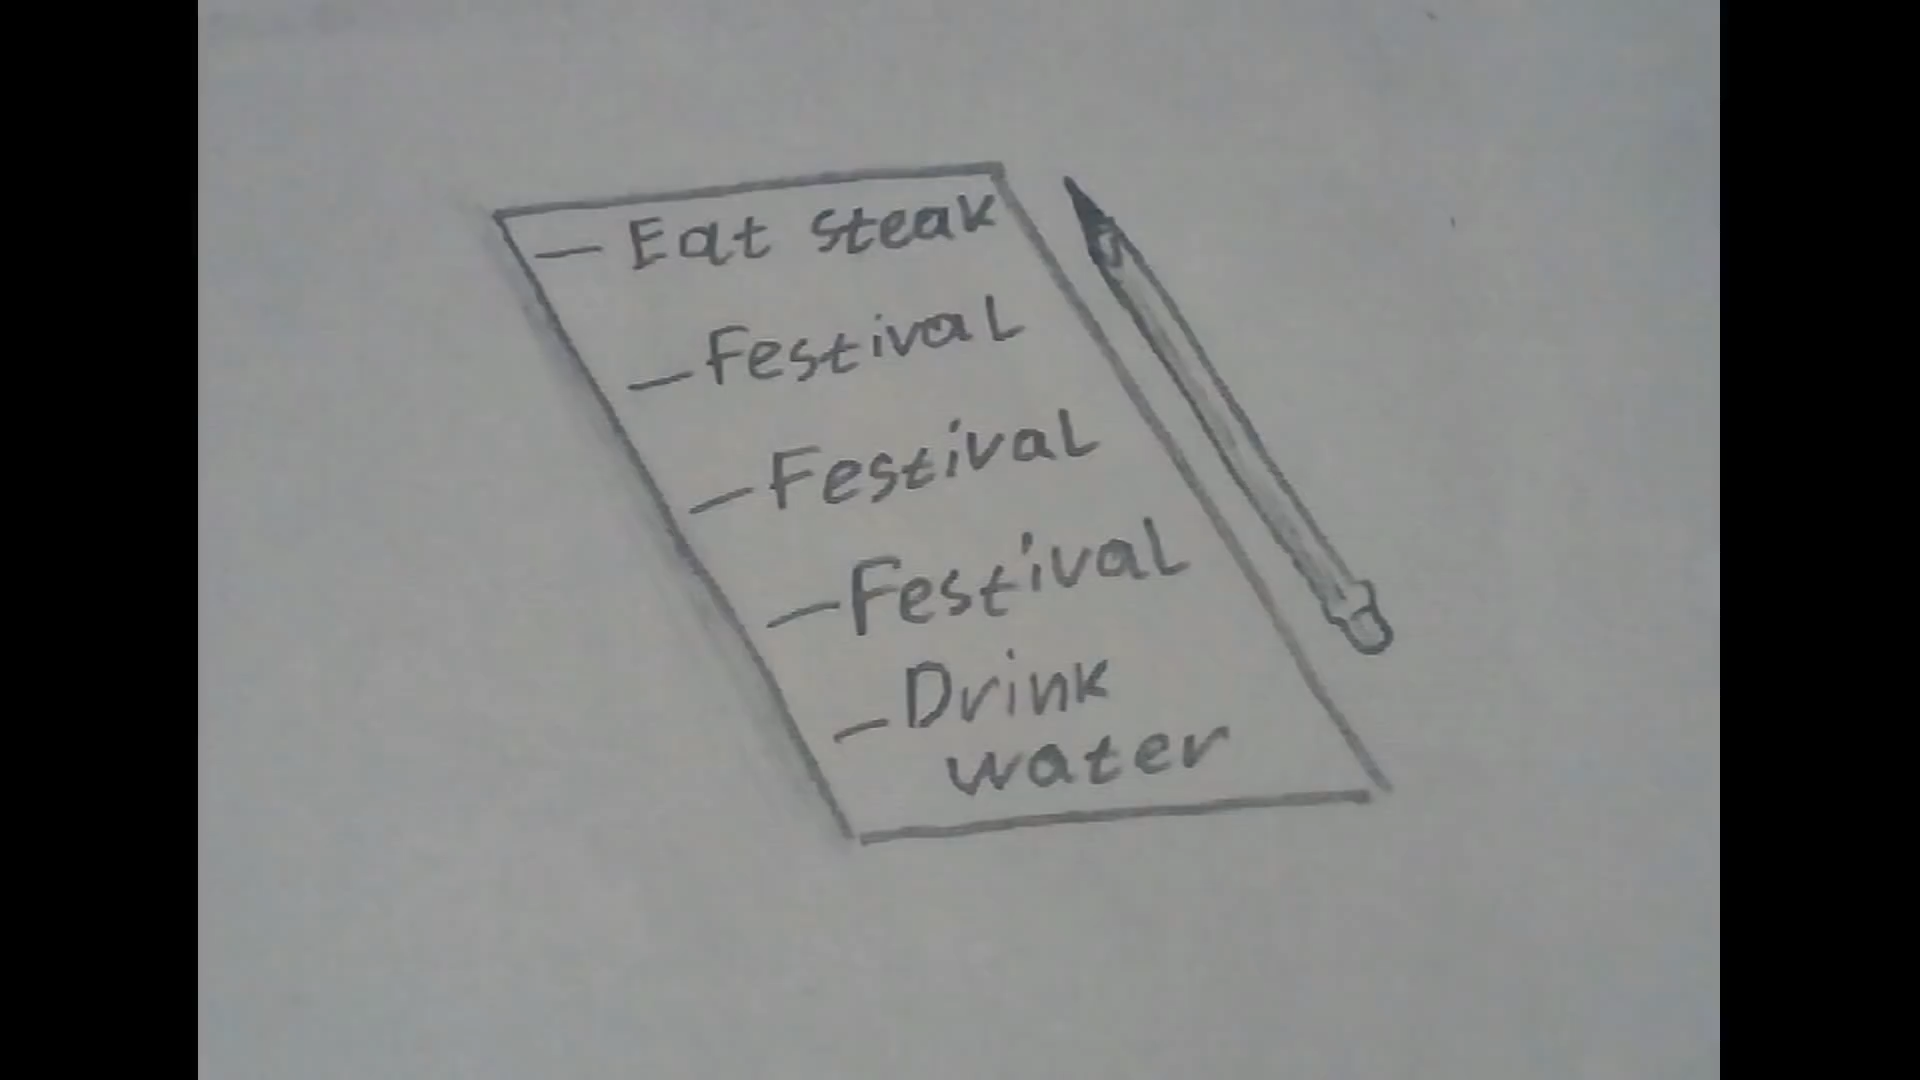 - Eat steak
- Festival
- Festival
- Festival
- Drink
water